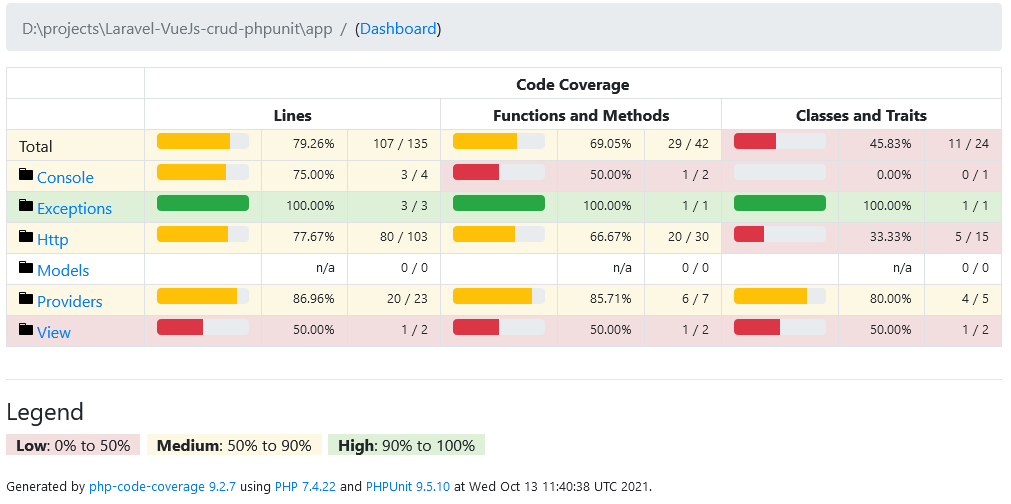 D:\projects\Laravel-VueJs-crud-phpunit\app / (Dashboard)
Code Coverage
Lines Functions and Methods Classes and Traits
Total 79.26% 107 / 135 69.05% 29 / 42 45.83% 11 / 24
Console 75.00% 3 / 4 50.00% 1 / 2 0.00% 0 / 1
Exceptions 100.00% 3 / 3 100.00% 1 / 1 100.00% 1 / 1
Http 77.67% 80 / 103 66.67% 20 / 30 33.33% 5 / 15
Models n/a 0 / 0 n/a 0 / 0 n/a 0 / 0
Providers 86.96% 20 / 23 85.71% 6 / 7 80.00% 4 / 5
View 50.00% 1 / 2 50.00% 1 / 2 50.00% 1 / 2
Legend
Low: 0% to 50% Medium: 50% to 90% High: 90% to 100%
Generated by php-code-coverage 9.2.7 using PHP 7.4.22 and PHPUnit 9.5.10 at Wed Oct 13 11:40:38 UTC 2021.